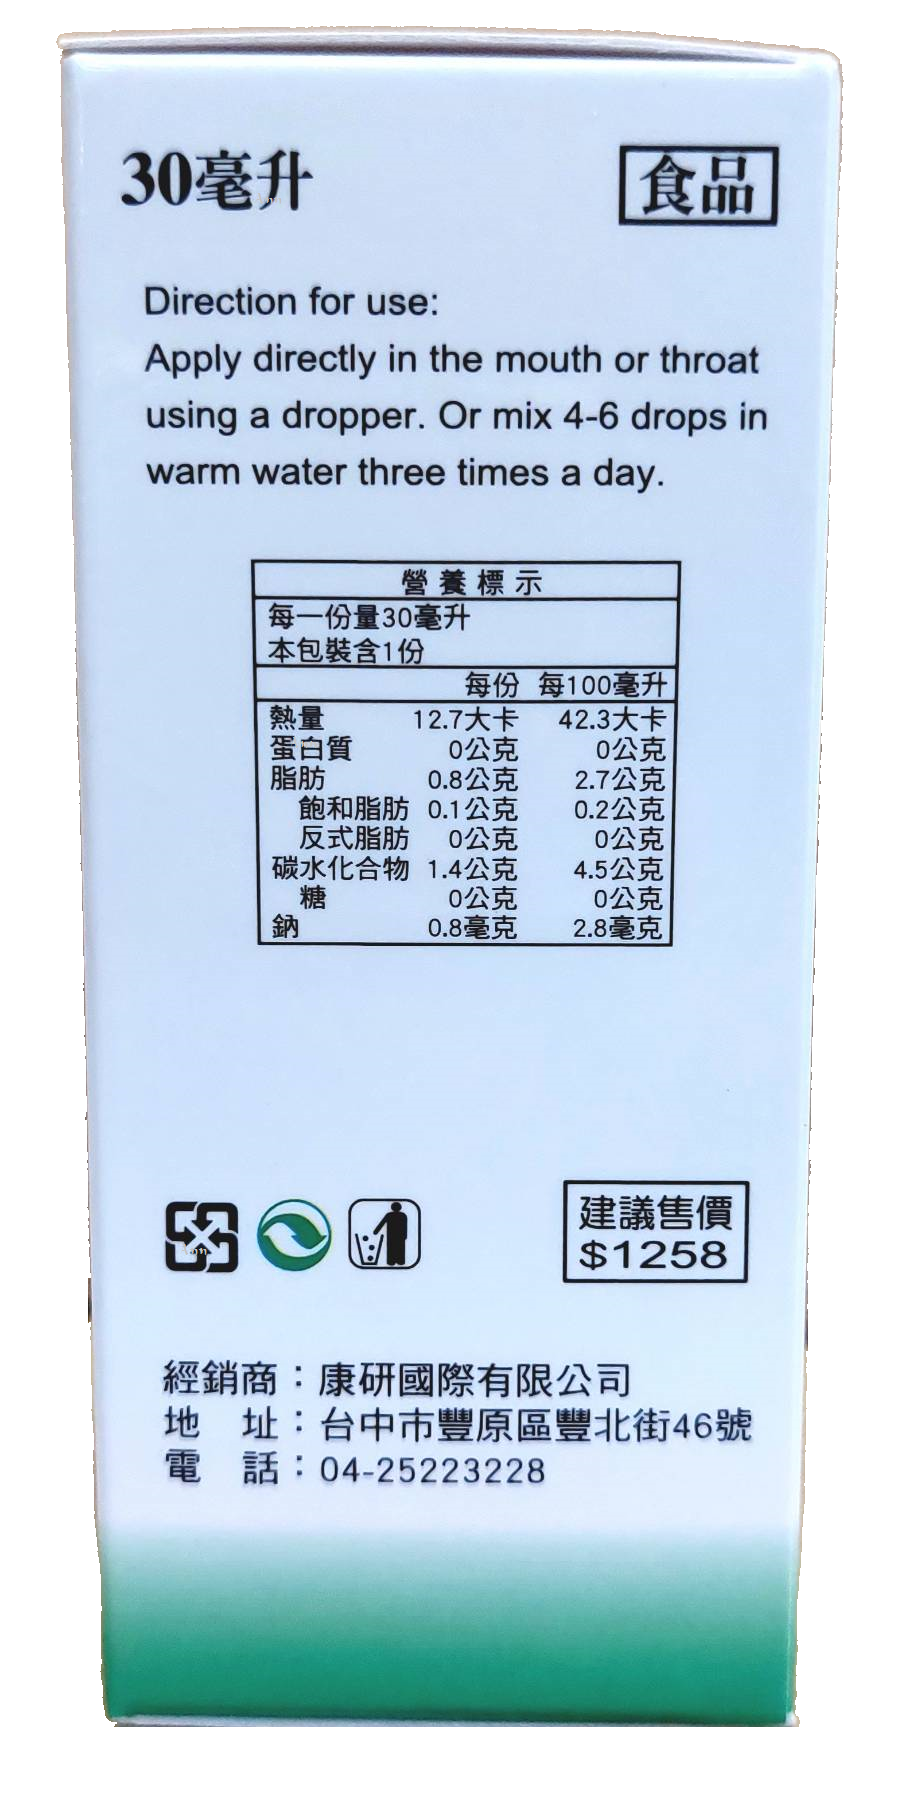 30毫升
食品
Direction for use:
Apply directly in the mouth or throat
using a dropper. Or mix 4-6 drops in
warm water three times a day.
營養標示
每一份量30毫升
本包裝含1份
每份 每100毫升
熱量 12.7大卡 42.3大卡
蛋白質 0公克 0公克
脂肪 0.8公克 2.7公克
飽和脂肪 0.1公克 0.2公克
反式脂肪 0公克 0公克
碳水化合物 1.4公克 4.5公克
糖 0公克 0公克
鈉 0.8毫克 2.8毫克
建議售價
$1258
經銷商：康研國際有限公司
地 址：台中市豐原區豐北街46號
電 話：04-25223228